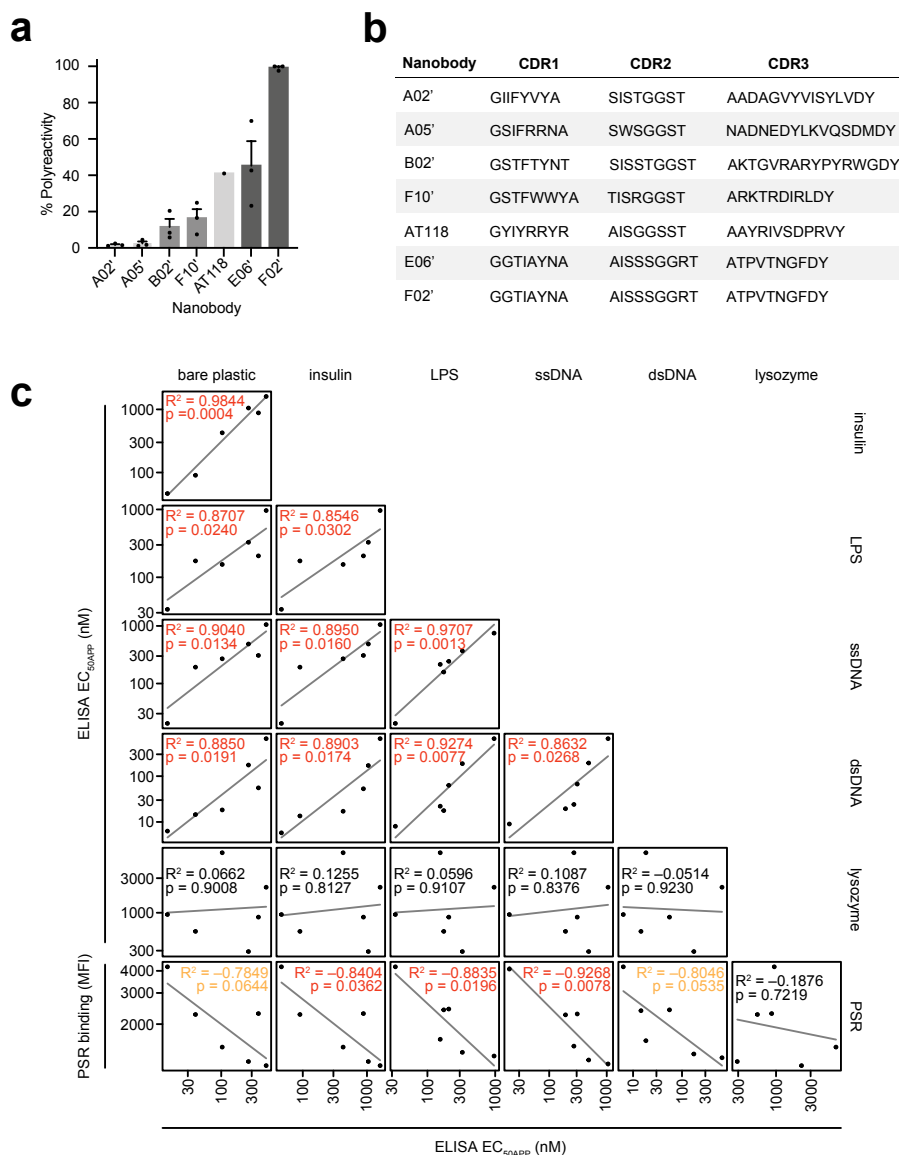 a
% Polyreactivity
100
80
60
40
20
0
A02'
A05'
B02'
F10'
AT118
E06'
F02'
Nanobody
b
Nanobody CDR1 CDR2 CDR3
A02' GIIFYVYA SISTGGST AADAGVYVISYLVDY
A05' GSIFRRNA SWSGGST NADNEDYLKVQSDMDY
B02' GSTFTYNT SISSTGGST AKTGVRARYPYRWGDY
F10' GSTFWWYA TISRGGST ARKTRDIRLDY
AT118 GYIYRRYR AISGGSST AAYRIVSDPRVY
E06' GGTIAYNA AISSSGGRT ATPVTNGFDY
F02' GGTIAYNA AISSSGGRT ATPVTNGFDY
c
bare plastic insulin LPS ssDNA dsDNA lysozyme
ELISA EC50APP (nM)
1000
300
100
R² = 0.9844
p =0.0004
insulin
1000
300
100
30
R² = 0.8707
p = 0.0240
R² = 0.8546
p = 0.0302
LPS
1000
300
100
30
R² = 0.9040
p = 0.0134
R² = 0.8950
p = 0.0160
R² = 0.9707
p = 0.0013
ssDNA
300
100
30
10
R² = 0.8850
p = 0.0191
R² = 0.8903
p = 0.0174
R² = 0.9274
p = 0.0077
R² = 0.8632
p = 0.0268
dsDNA
3000
1000
300
R² = 0.0662
p = 0.9008
R² = 0.1255
p = 0.8127
R² = 0.0596
p = 0.9107
R² = 0.1087
p = 0.8376
R² = –0.0514
p = 0.9230
lysozyme
PSR binding (MFI)
4000
2000
R² = –0.7849
p = 0.0644
R² = –0.8404
p = 0.0362
R² = –0.8835
p = 0.0196
R² = –0.9268
p = 0.0078
R² = –0.8046
p = 0.0535
R² = –0.1876
p = 0.7219
PSR
30 100 300 100 300 1000 30 100 300 1000 30 100 300 1000 10 30 100 300 300 1000 3000
ELISA EC50APP (nM)